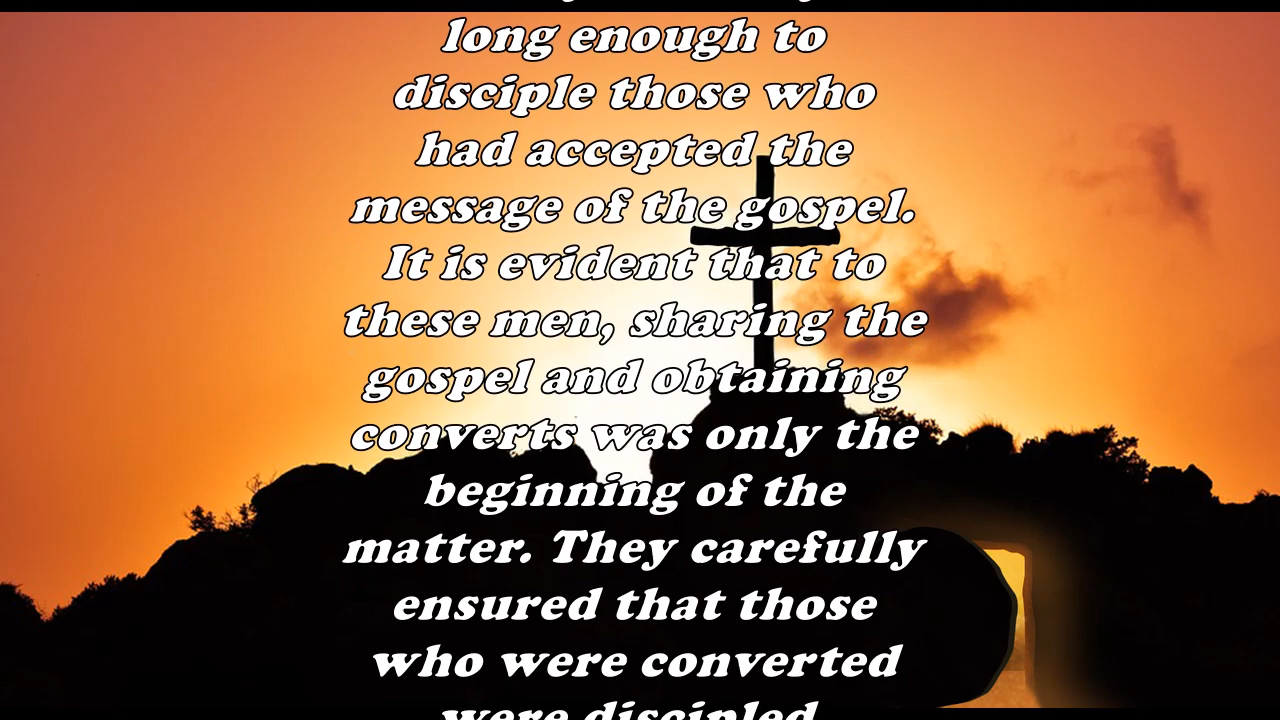 long enough to
disciple those who
had accepted the
message of the gospel.
It is evident that to
these men, sharing the
gospel and obtaining
converts was only the
beginning of the
matter. They carefully
ensured that those
who were converted
were discipled